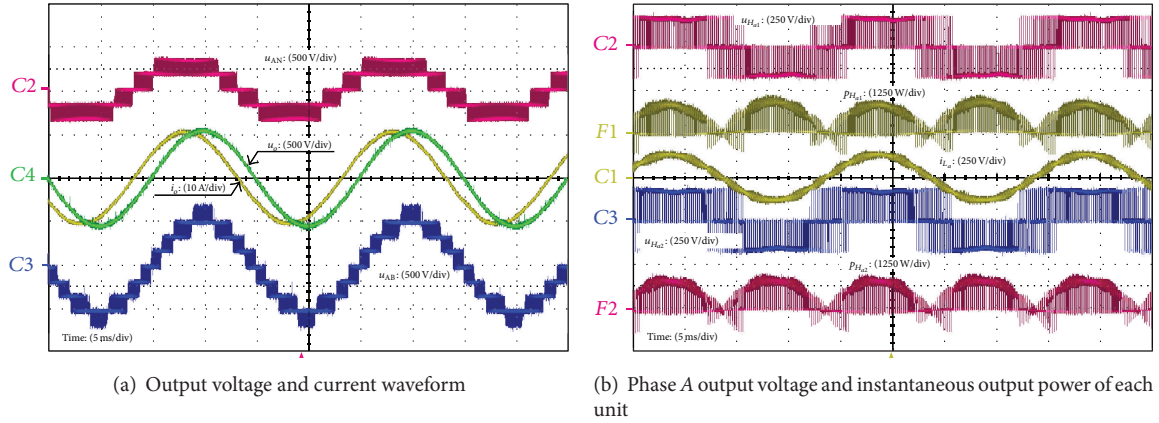 C2
u_AN: (500 V/div)
C4
u_o: (500 V/div)
i_o: (10 A/div)
C3
u_AB: (500 V/div)
Time: (5 ms/div)
(a) Output voltage and current waveform
C2
u_Ha1: (250 V/div)
p_Ha1: (1250 W/div)
F1
C1
i_La: (250 V/div)
C3
u_Ha2: (250 V/div)
p_Ha2: (1250 W/div)
F2
Time: (5 ms/div)
(b) Phase A output voltage and instantaneous output power of each
unit